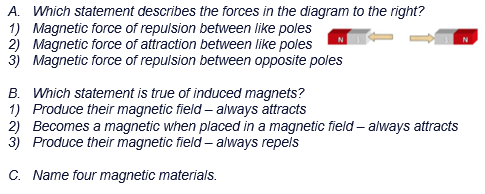 A. Which statement describes the forces in the diagram to the right?
1) Magnetic force of repulsion between like poles
2) Magnetic force of attraction between like poles
3) Magnetic force of repulsion between opposite poles
N N
B. Which statement is true of induced magnets?
1) Produce their magnetic field – always attracts
2) Becomes a magnetic when placed in a magnetic field – always attracts
3) Produce their magnetic field – always repels
C. Name four magnetic materials.